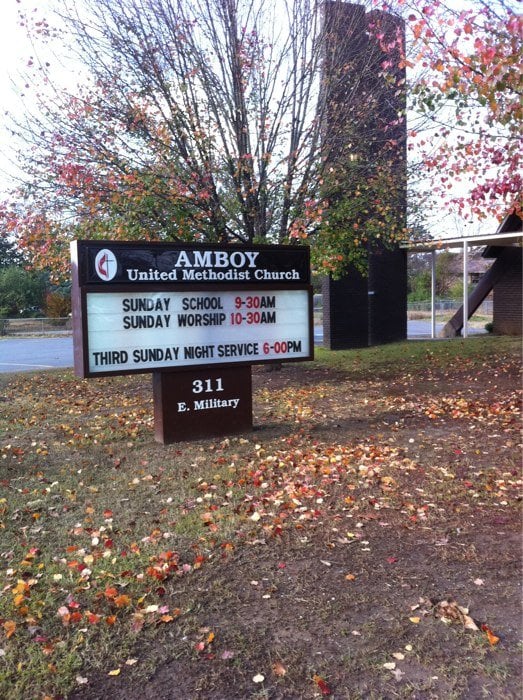 AMBOY
United Methodist Church
SUNDAY SCHOOL 9-30AM
SUNDAY WORSHIP 10-30AM
THIRD SUNDAY NIGHT SERVICE 6-00PM
311
E. Military